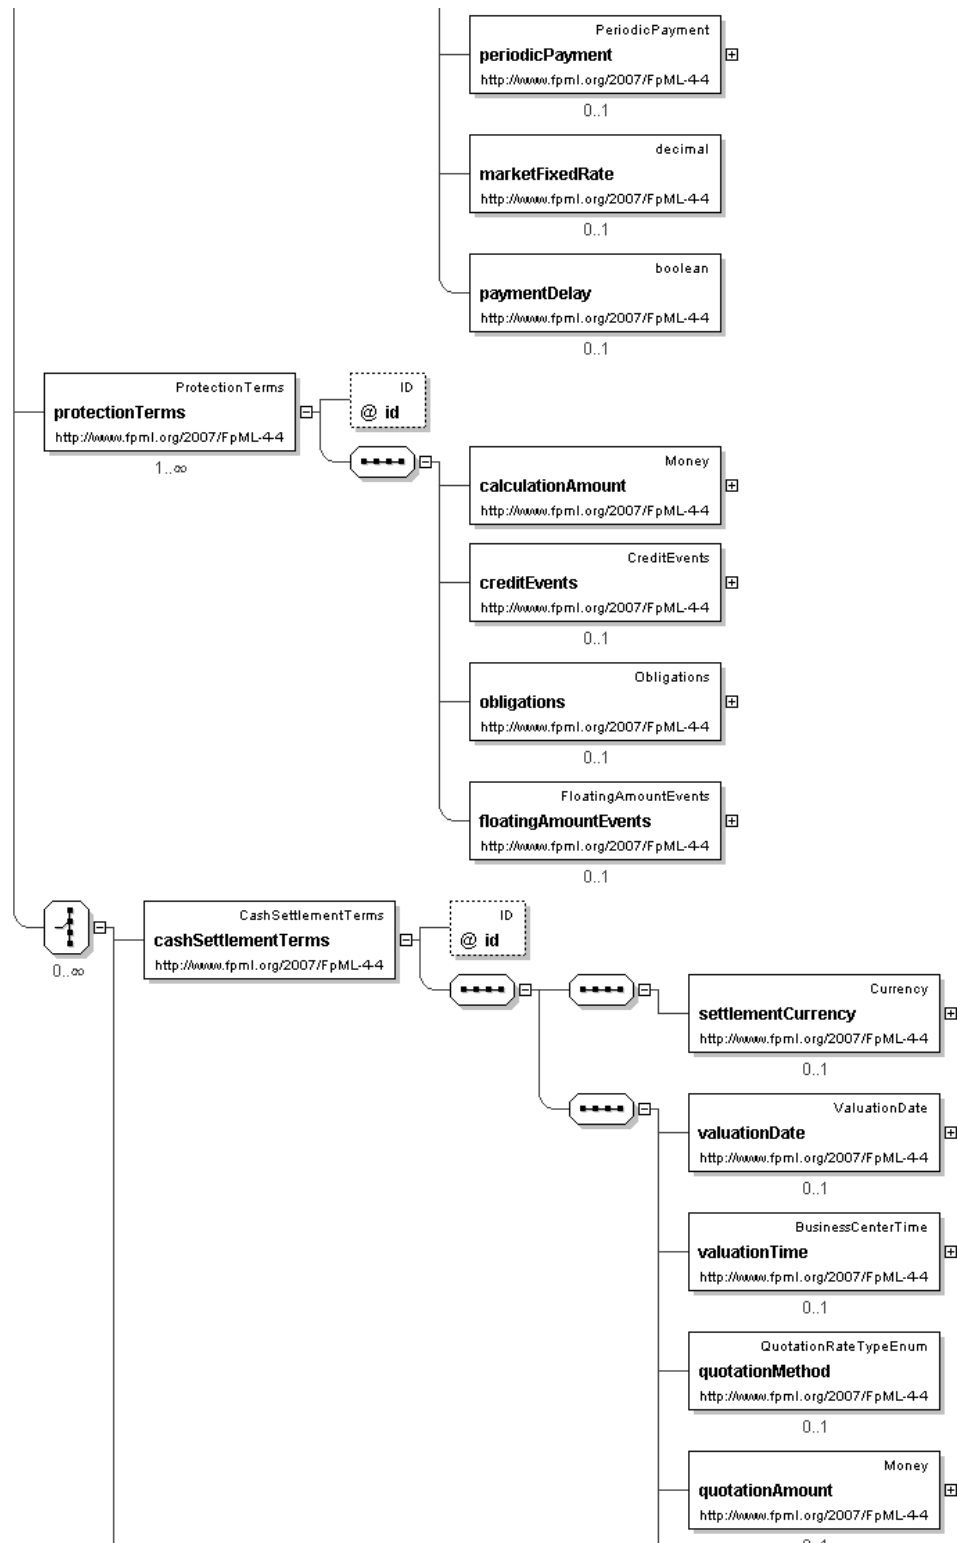 PeriodicPayment
periodicPayment
http://www.fpml.org/2007/FpML-4-4
0..1
decimal
marketFixedRate
http://www.fpml.org/2007/FpML-4-4
0..1
boolean
paymentDelay
http://www.fpml.org/2007/FpML-4-4
0..1
ProtectionTerms
protectionTerms
http://www.fpml.org/2007/FpML-4-4
1..∞
ID
@ id
Money
calculationAmount
http://www.fpml.org/2007/FpML-4-4
CreditEvents
creditEvents
http://www.fpml.org/2007/FpML-4-4
0..1
Obligations
obligations
http://www.fpml.org/2007/FpML-4-4
0..1
FloatingAmountEvents
floatingAmountEvents
http://www.fpml.org/2007/FpML-4-4
0..1
0..∞
CashSettlementTerms
cashSettlementTerms
http://www.fpml.org/2007/FpML-4-4
ID
@ id
Currency
settlementCurrency
http://www.fpml.org/2007/FpML-4-4
0..1
ValuationDate
valuationDate
http://www.fpml.org/2007/FpML-4-4
0..1
BusinessCenterTime
valuationTime
http://www.fpml.org/2007/FpML-4-4
0..1
QuotationRateTypeEnum
quotationMethod
http://www.fpml.org/2007/FpML-4-4
0..1
Money
quotationAmount
http://www.fpml.org/2007/FpML-4-4